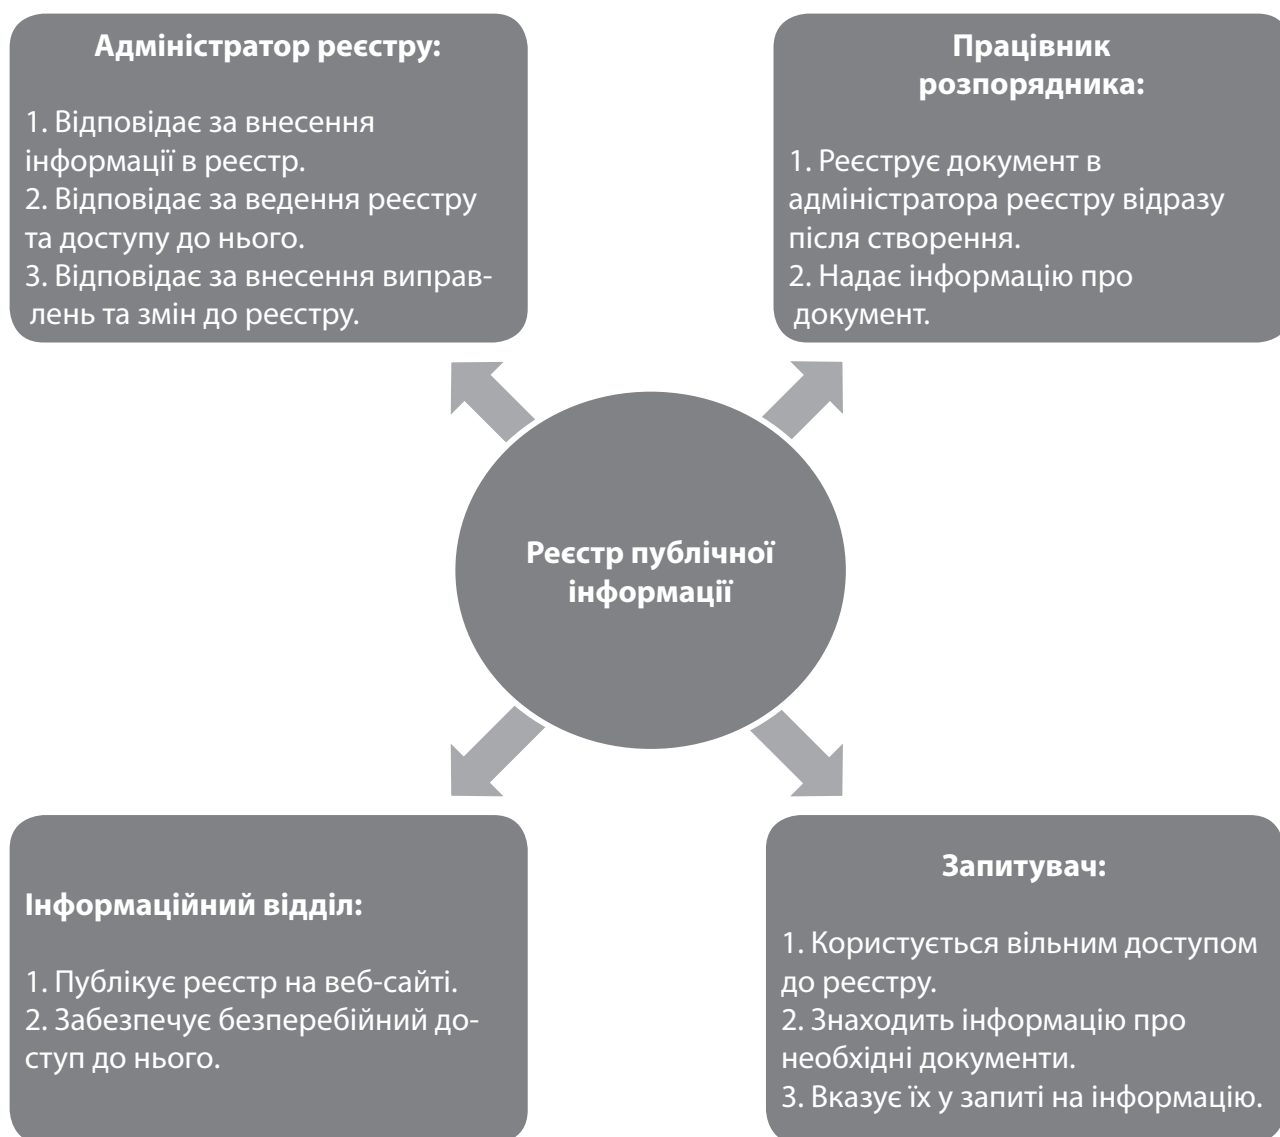 Адміністратор реєстру:
1. Відповідає за внесення
інформації в реєстр.
2. Відповідає за ведення реєстру
та доступу до нього.
3. Відповідає за внесення виправ-
лень та змін до реєстру.
Працівник
розпорядника:
1. Реєструє документ в
адміністратора реєстру відразу
після створення.
2. Надає інформацію про
документ.
Реєстр публічної
інформації
Інформаційний відділ:
1. Публікує реєстр на веб-сайті.
2. Забезпечує безперебійний до-
ступ до нього.
Запитувач:
1. Користується вільним доступом
до реєстру.
2. Знаходить інформацію про
необхідні документи.
3. Вказує їх у запиті на інформацію.